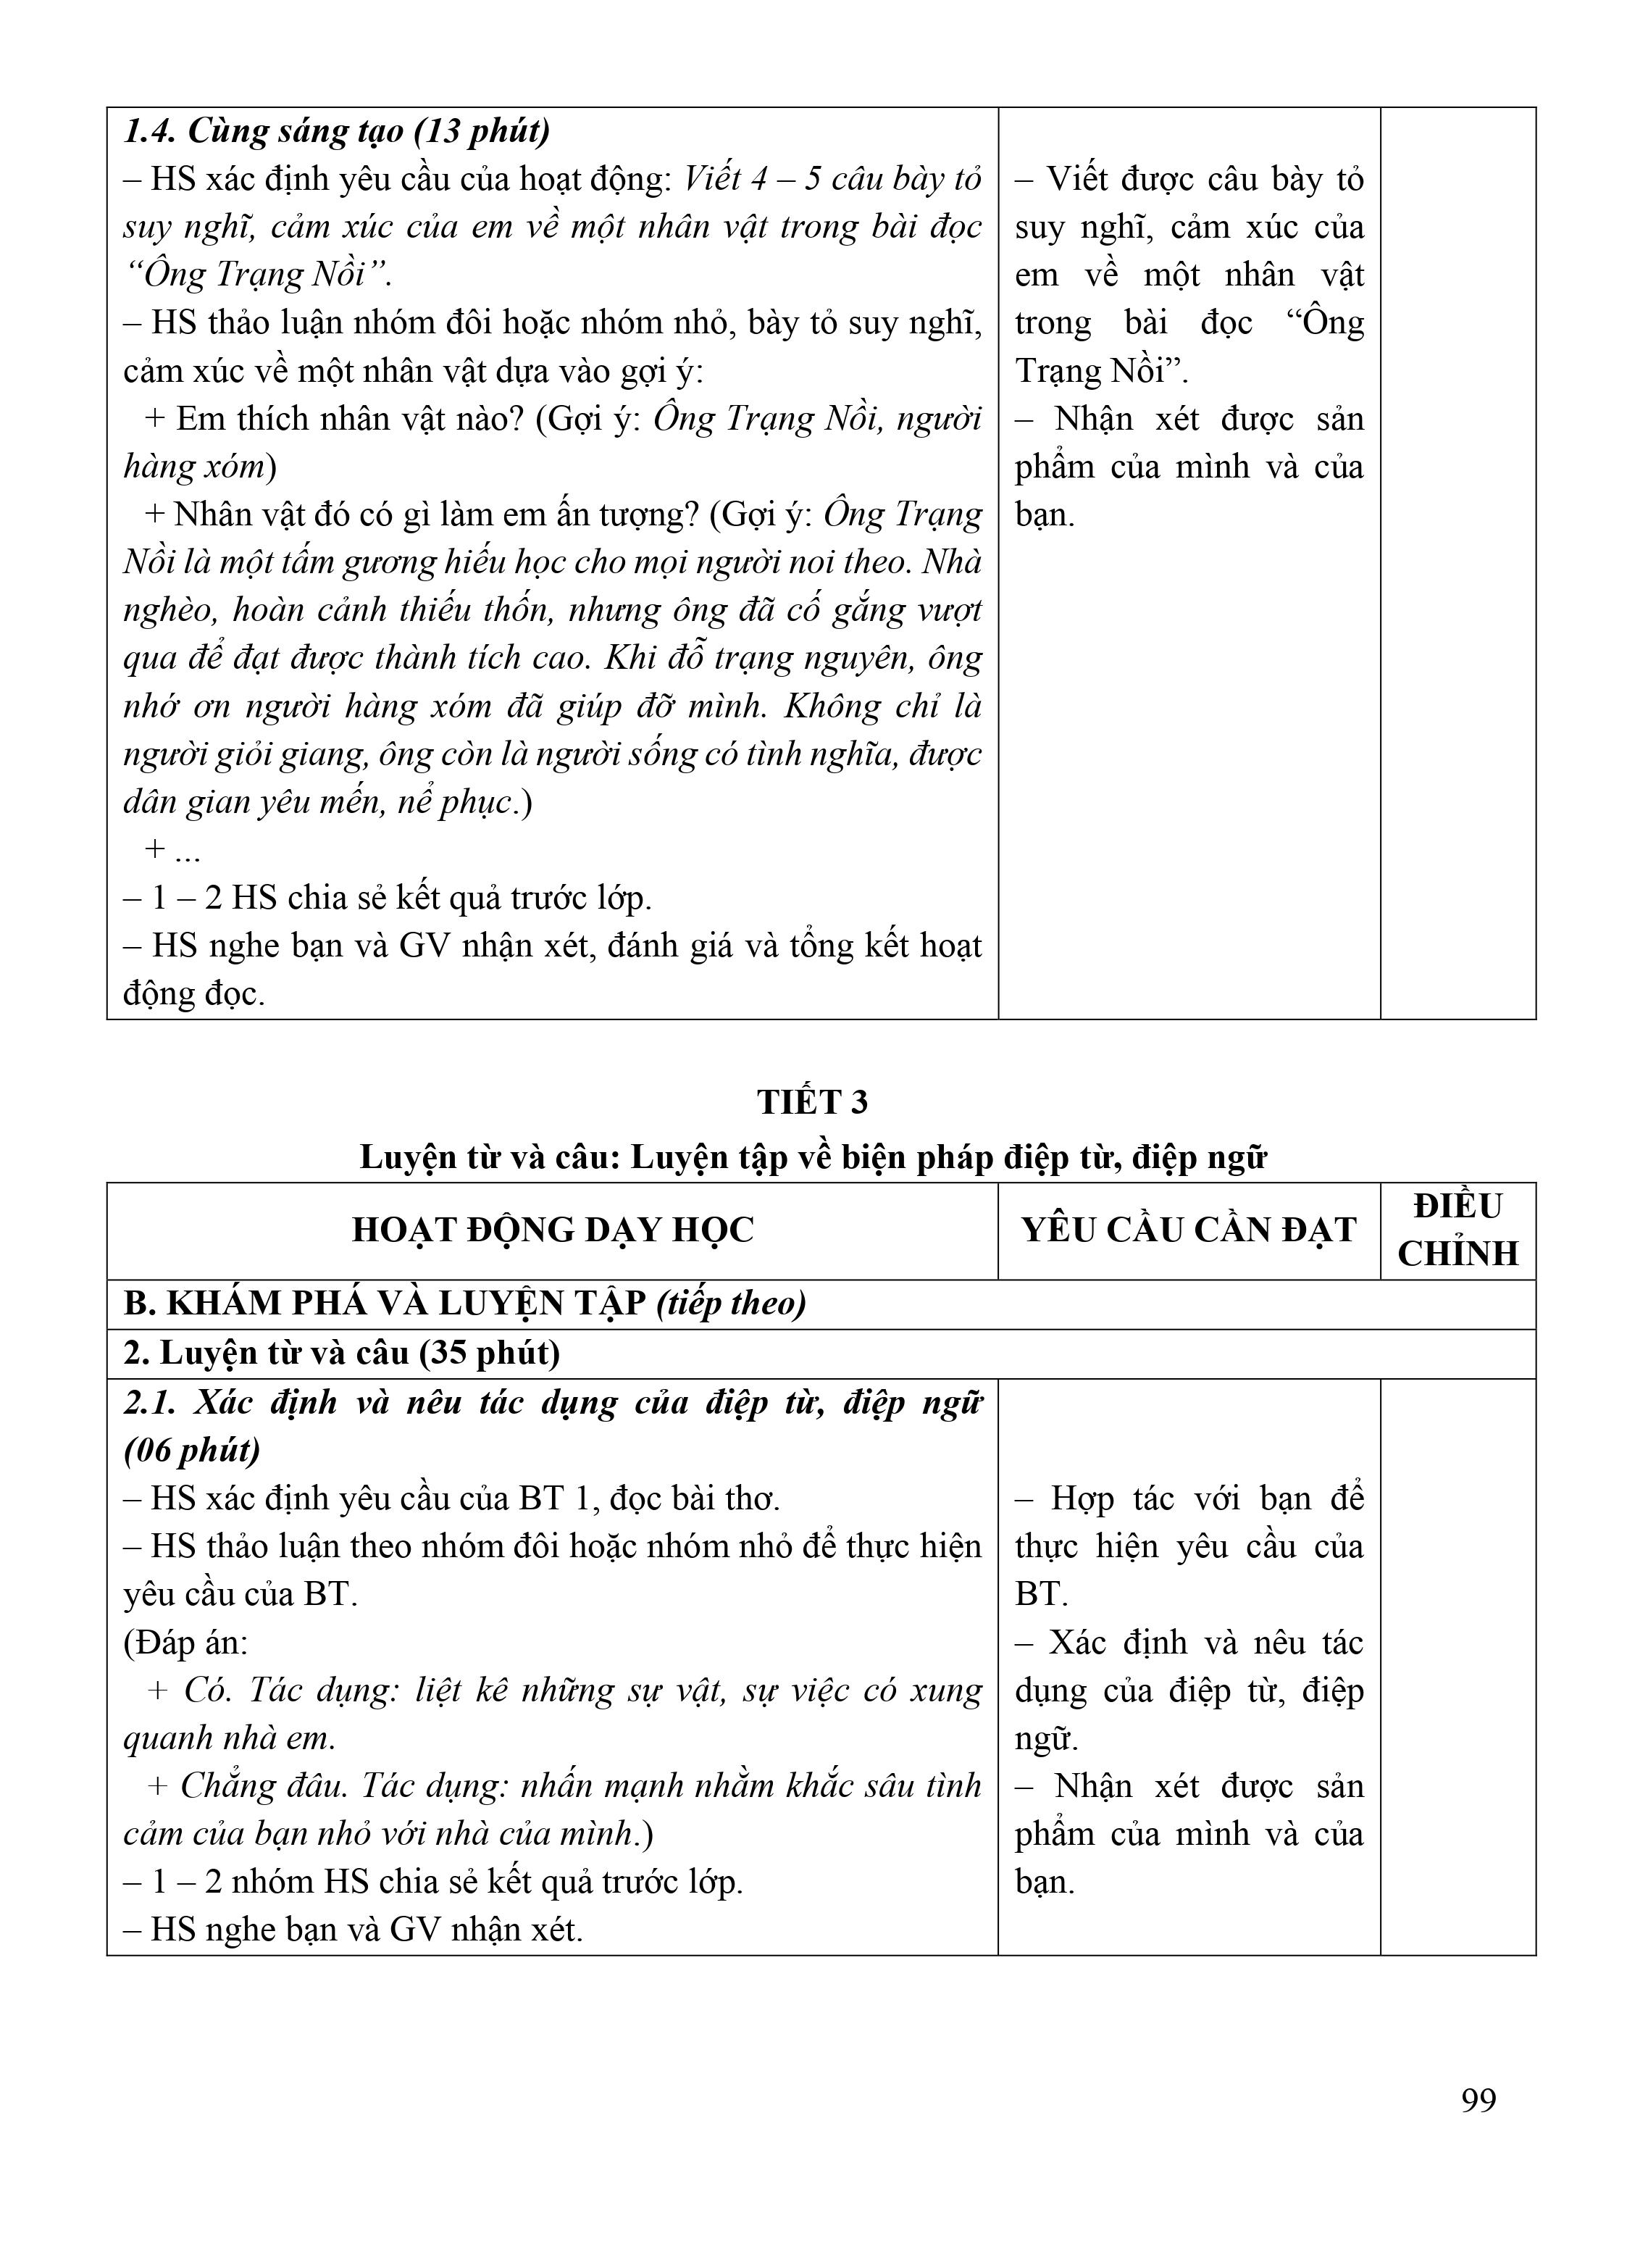 1.4. Cùng sáng tạo (13 phút)
– HS xác định yêu cầu của hoạt động: Viết 4 – 5 câu bày tỏ
suy nghĩ, cảm xúc của em về một nhân vật trong bài đọc
“Ông Trạng Nồi”.
– HS thảo luận nhóm đôi hoặc nhóm nhỏ, bày tỏ suy nghĩ,
cảm xúc về một nhân vật dựa vào gợi ý:
+ Em thích nhân vật nào? (Gợi ý: Ông Trạng Nồi, người
hàng xóm)
+ Nhân vật đó có gì làm em ấn tượng? (Gợi ý: Ông Trạng
Nồi là một tấm gương hiếu học cho mọi người noi theo. Nhà
nghèo, hoàn cảnh thiếu thốn, nhưng ông đã cố gắng vượt
qua để đạt được thành tích cao. Khi đỗ trạng nguyên, ông
nhớ ơn người hàng xóm đã giúp đỡ mình. Không chỉ là
người giỏi giang, ông còn là người sống có tình nghĩa, được
dân gian yêu mến, nể phục.)
+ ...
– 1 – 2 HS chia sẻ kết quả trước lớp.
– HS nghe bạn và GV nhận xét, đánh giá và tổng kết hoạt
động đọc.
– Viết được câu bày tỏ
suy nghĩ, cảm xúc của
em về một nhân vật
trong bài đọc “Ông
Trạng Nồi”.
– Nhận xét được sản
phẩm của mình và của
bạn.
TIẾT 3
Luyện từ và câu: Luyện tập về biện pháp điệp từ, điệp ngữ
HOẠT ĐỘNG DẠY HỌC
YÊU CẦU CẦN ĐẠT
ĐIỀU
CHỈNH
B. KHÁM PHÁ VÀ LUYỆN TẬP (tiếp theo)
2. Luyện từ và câu (35 phút)
2.1. Xác định và nêu tác dụng của điệp từ, điệp ngữ
(06 phút)
– HS xác định yêu cầu của BT 1, đọc bài thơ.
– HS thảo luận theo nhóm đôi hoặc nhóm nhỏ để thực hiện
yêu cầu của BT.
(Đáp án:
+ Có. Tác dụng: liệt kê những sự vật, sự việc có xung
quanh nhà em.
+ Chẳng đâu. Tác dụng: nhấn mạnh nhằm khắc sâu tình
cảm của bạn nhỏ với nhà của mình.)
– 1 – 2 nhóm HS chia sẻ kết quả trước lớp.
– HS nghe bạn và GV nhận xét.
– Hợp tác với bạn để
thực hiện yêu cầu của
BT.
– Xác định và nêu tác
dụng của điệp từ, điệp
ngữ.
– Nhận xét được sản
phẩm của mình và của
bạn.
99